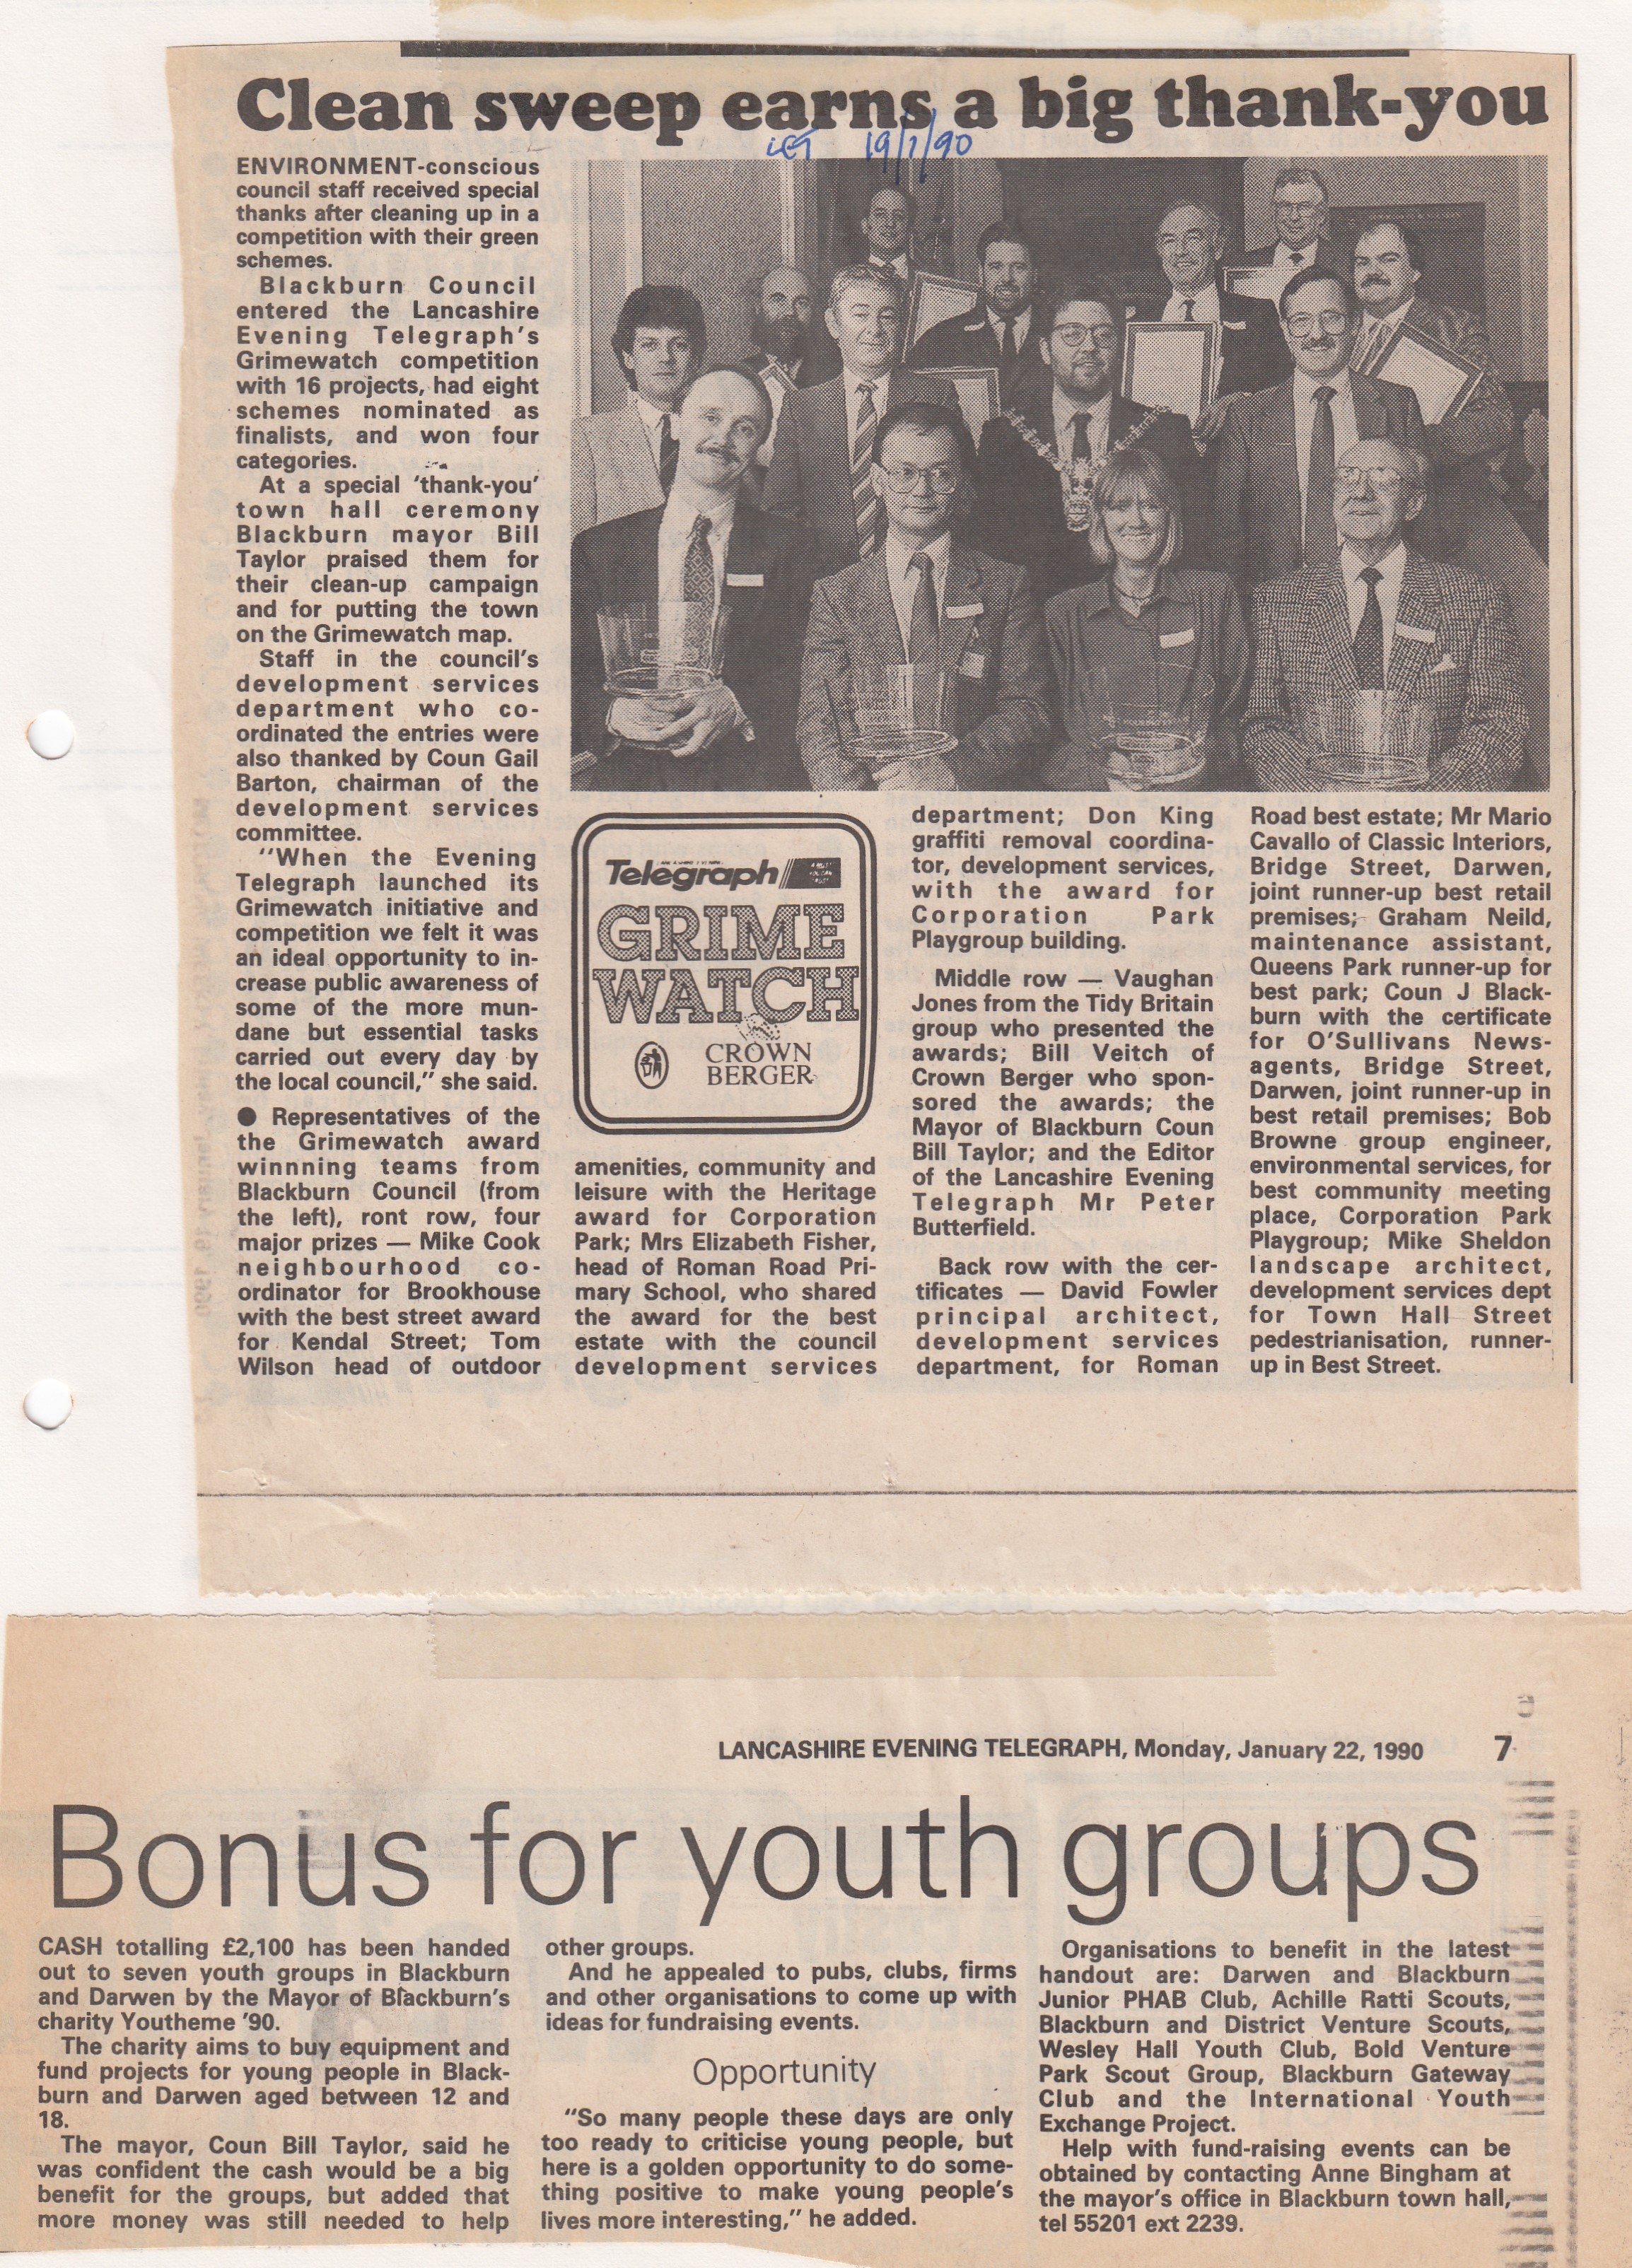 Clean sweep earns a big thank-you
LET 19/1/90
ENVIRONMENT-conscious
council staff received special
thanks after cleaning up in a
competition with their green
schemes.
Blackburn Council
entered the Lancashire
Evening Telegraph's
Grimewatch competition
with 16 projects, had eight
schemes nominated as
finalists, and won four
categories.
At a special 'thank-you'
town hall ceremony
Blackburn mayor Bill
Taylor praised them for
their clean-up campaign
and for putting the town
on the Grimewatch map.
Staff in the council's
development services
department who co-
ordinated the entries were
also thanked by Coun Gail
Barton, chairman of the
development services
committee.
"When the Evening
Telegraph launched its
Grimewatch initiative and
competition we felt it was
an ideal opportunity to in-
crease public awareness of
some of the more mun-
dane but essential tasks
carried out every day by
the local council," she said.
● Representatives of the
the Grimewatch award
winnning teams from
Blackburn Council (from
the left), ront row, four
major prizes — Mike Cook
neighbourhood co-
ordinator for Brookhouse
with the best street award
for Kendal Street; Tom
Wilson head of outdoor
Telegraph
GRIME
WATCH
CROWN
BERGER
amenities, community and
leisure with the Heritage
award for Corporation
Park; Mrs Elizabeth Fisher,
head of Roman Road Pri-
mary School, who shared
the award for the best
estate with the council
development services
department; Don King
graffiti removal coordina-
tor, development services,
with the award for
Corporation Park
Playgroup building.
Middle row — Vaughan
Jones from the Tidy Britain
group who presented the
awards; Bill Veitch of
Crown Berger who spon-
sored the awards; the
Mayor of Blackburn Coun
Bill Taylor; and the Editor
of the Lancashire Evening
Telegraph Mr Peter
Butterfield.
Back row with the cer-
tificates — David Fowler
principal architect,
development services
department, for Roman
Road best estate; Mr Mario
Cavallo of Classic Interiors,
Bridge Street, Darwen,
joint runner-up best retail
premises; Graham Neild,
maintenance assistant,
Queens Park runner-up for
best park; Coun J Black-
burn with the certificate
for O'Sullivans News-
agents, Bridge Street,
Darwen, joint runner-up in
best retail premises; Bob
Browne group engineer,
environmental services, for
best community meeting
place, Corporation Park
Playgroup; Mike Sheldon
landscape architect,
development services dept
for Town Hall Street
pedestrianisation, runner-
up in Best Street.
LANCASHIRE EVENING TELEGRAPH, Monday, January 22, 1990 7
Bonus for youth groups
CASH totalling £2,100 has been handed
out to seven youth groups in Blackburn
and Darwen by the Mayor of Blackburn's
charity Youtheme '90.
The charity aims to buy equipment and
fund projects for young people in Black-
burn and Darwen aged between 12 and
18.
The mayor, Coun Bill Taylor, said he
was confident the cash would be a big
benefit for the groups, but added that
more money was still needed to help
other groups.
And he appealed to pubs, clubs, firms
and other organisations to come up with
ideas for fundraising events.
Opportunity
"So many people these days are only
too ready to criticise young people, but
here is a golden opportunity to do some-
thing positive to make young people's
lives more interesting," he added.
Organisations to benefit in the latest
handout are: Darwen and Blackburn
Junior PHAB Club, Achille Ratti Scouts,
Blackburn and District Venture Scouts,
Wesley Hall Youth Club, Bold Venture
Park Scout Group, Blackburn Gateway
Club and the International Youth
Exchange Project.
Help with fund-raising events can be
obtained by contacting Anne Bingham at
the mayor's office in Blackburn town hall,
tel 55201 ext 2239.